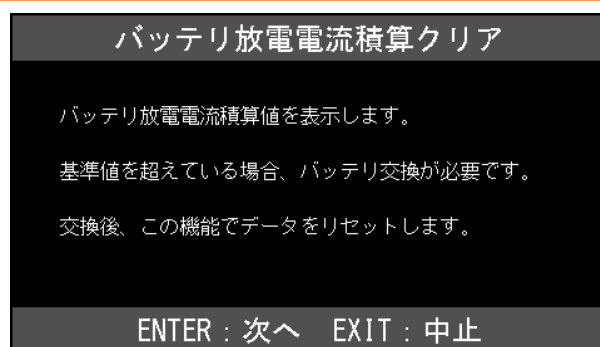 バッテリ放電電流積算クリア
バッテリ放電電流積算値を表示します。
基準値を超えている場合、バッテリ交換が必要です。
交換後、この機能でデータをリセットします。
ENTER：次へ　EXIT：中止